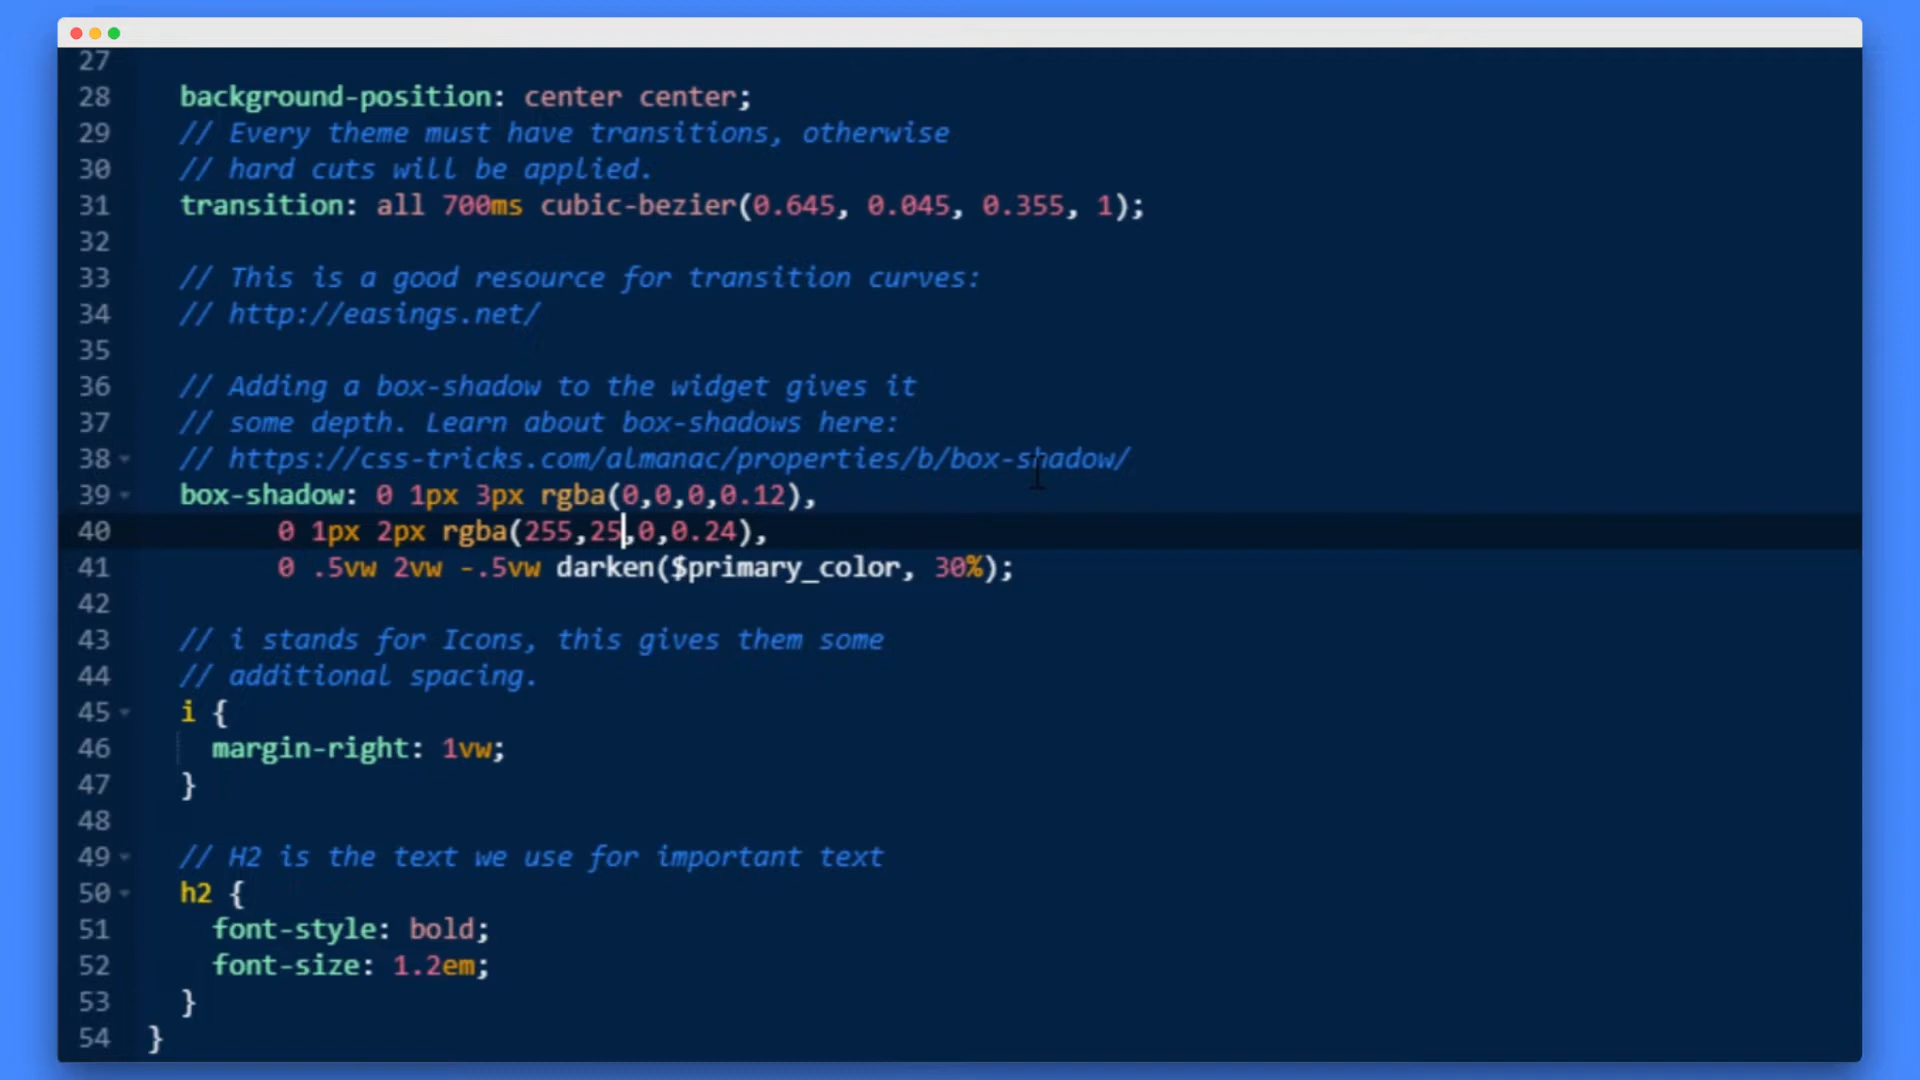 27
28 background-position: center center;
29 // Every theme must have transitions, otherwise
30 // hard cuts will be applied.
31 transition: all 700ms cubic-bezier(0.645, 0.045, 0.355, 1);
32
33 // This is a good resource for transition curves:
34 // http://easings.net/
35
36 // Adding a box-shadow to the widget gives it
37 // some depth. Learn about box-shadows here:
38 // https://css-tricks.com/almanac/properties/b/box-shadow/
39 box-shadow: 0 1px 3px rgba(0,0,0,0.12),
40 0 1px 2px rgba(255,25,0,0.24),
41 0 .5vw 2vw -.5vw darken($primary_color, 30%);
42
43 // i stands for Icons, this gives them some
44 // additional spacing.
45 i {
46 margin-right: 1vw;
47 }
48
49 // H2 is the text we use for important text
50 h2 {
51 font-style: bold;
52 font-size: 1.2em;
53 }
54 }